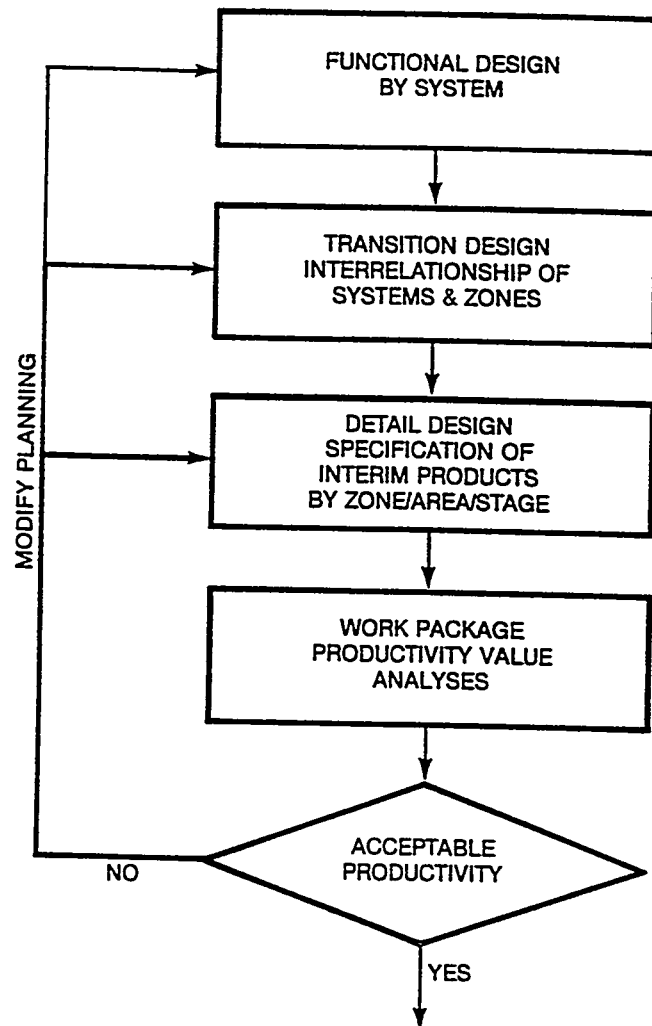 FUNCTIONAL DESIGN
BY SYSTEM
TRANSITION DESIGN
INTERRELATIONSHIP OF
SYSTEMS & ZONES
MODIFY PLANNING
DETAIL DESIGN
SPECIFICATION OF
INTERIM PRODUCTS
BY ZONE/AREA/STAGE
WORK PACKAGE
PRODUCTIVITY VALUE
ANALYSES
ACCEPTABLE
PRODUCTIVITY
NO
YES